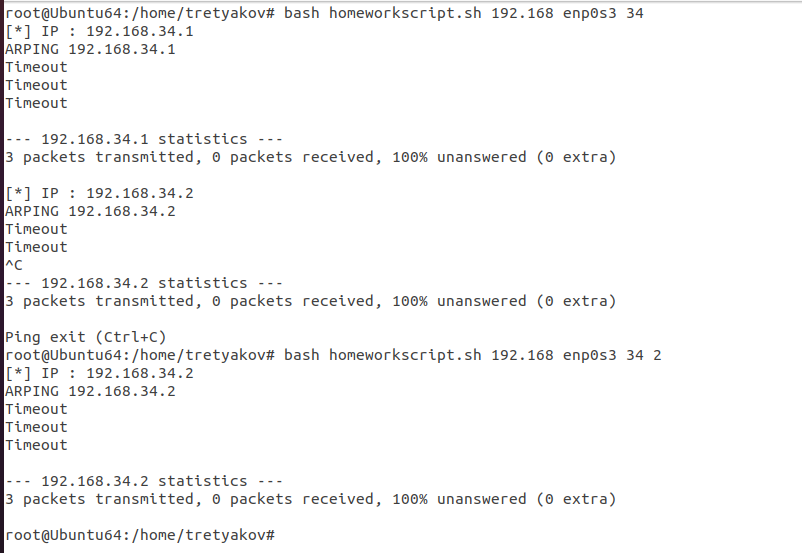 root@Ubuntu64:/home/tretyakov# bash homeworkscript.sh 192.168 enp0s3 34
[*] IP : 192.168.34.1
ARPING 192.168.34.1
Timeout
Timeout
Timeout

--- 192.168.34.1 statistics ---
3 packets transmitted, 0 packets received, 100% unanswered (0 extra)

[*] IP : 192.168.34.2
ARPING 192.168.34.2
Timeout
Timeout
^C
--- 192.168.34.2 statistics ---
3 packets transmitted, 0 packets received, 100% unanswered (0 extra)

Ping exit (Ctrl+C)
root@Ubuntu64:/home/tretyakov# bash homeworkscript.sh 192.168 enp0s3 34 2
[*] IP : 192.168.34.2
ARPING 192.168.34.2
Timeout
Timeout
Timeout

--- 192.168.34.2 statistics ---
3 packets transmitted, 0 packets received, 100% unanswered (0 extra)

root@Ubuntu64:/home/tretyakov#